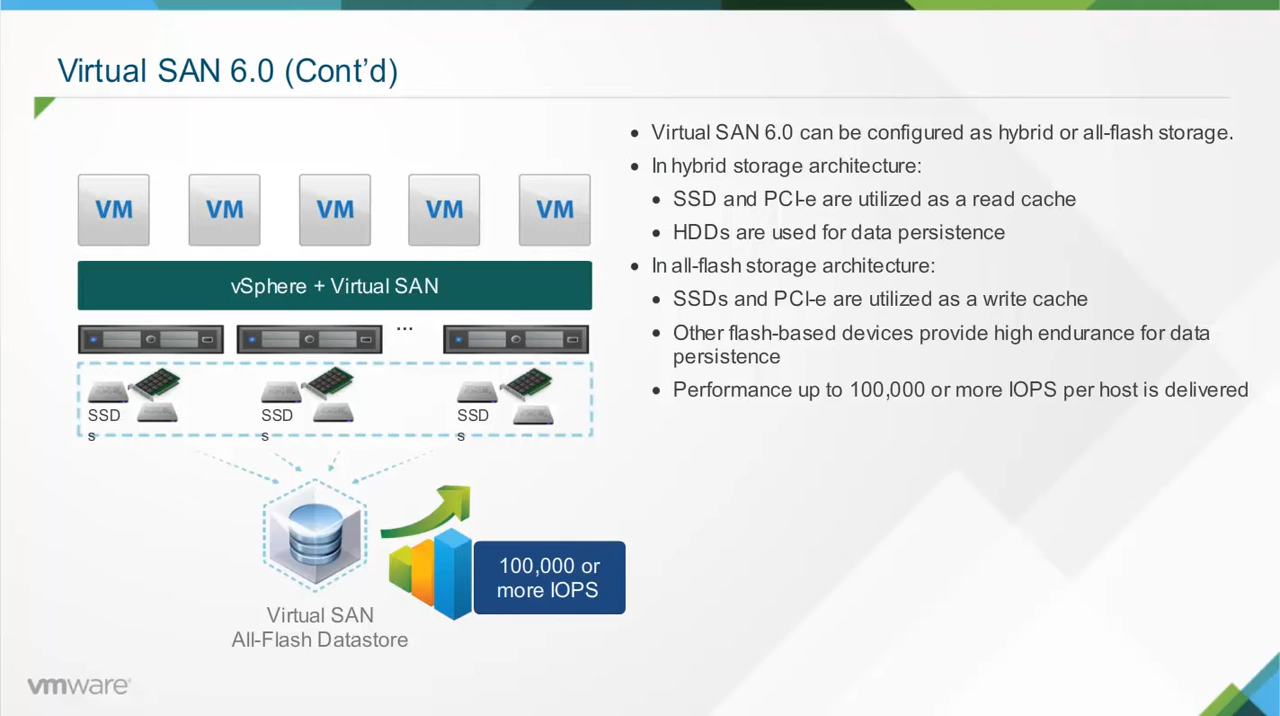 Virtual SAN 6.0 (Cont’d)
VM VM VM VM VM
vSphere + Virtual SAN
...
SSD
s
SSD
s
SSD
s
100,000 or
more IOPS
Virtual SAN
All-Flash Datastore
• Virtual SAN 6.0 can be configured as hybrid or all-flash storage.
• In hybrid storage architecture:
• SSD and PCI-e are utilized as a read cache
• HDDs are used for data persistence
• In all-flash storage architecture:
• SSDs and PCI-e are utilized as a write cache
• Other flash-based devices provide high endurance for data
persistence
• Performance up to 100,000 or more IOPS per host is delivered
vmware